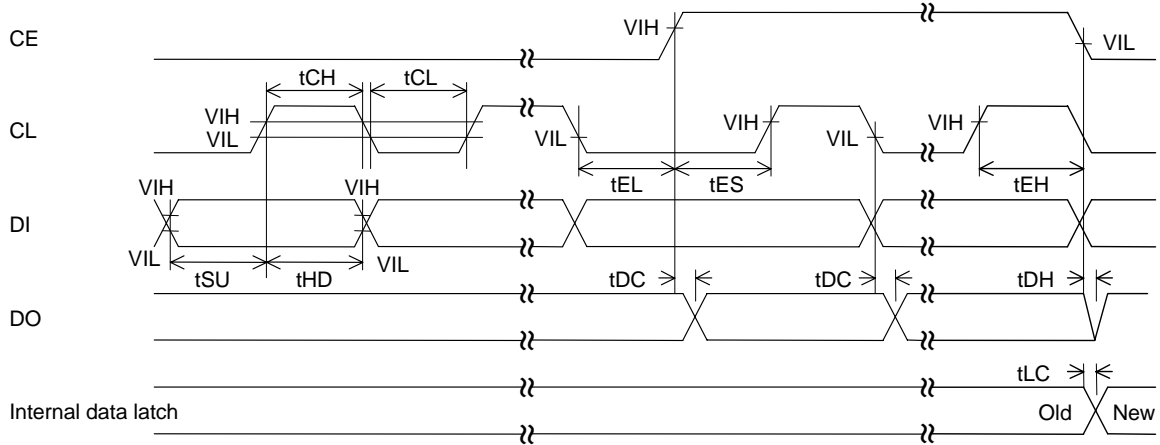 CE
VIH
VIL
tCH
tCL
CL
VIH
VIL
VIL
VIH
VIL
VIH
tEL
tES
tEH
DI
VIH
VIH
VIL
VIL
tSU
tHD
tDC
tDC
tDH
DO
tLC
Internal data latch
Old
New